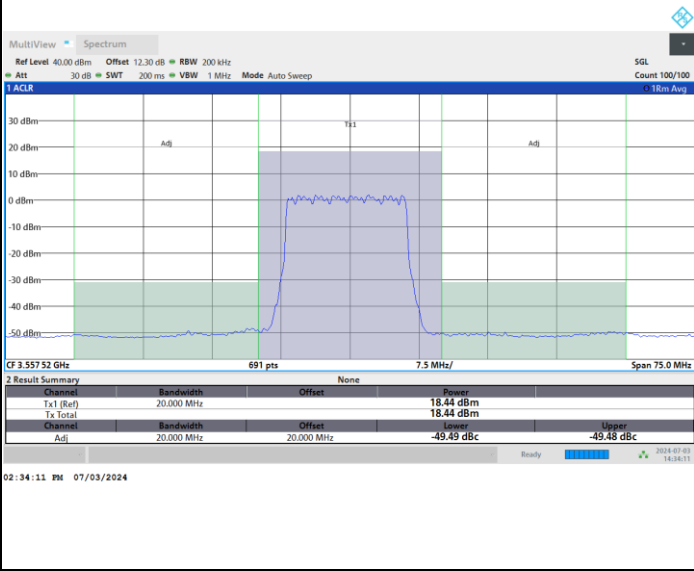 MultiView Spectrum
Ref Level 40.00 dBm Offset 12.30 dB RBW 200 kHz SGL
Att 30 dB SWT 200 ms VBW 1 MHz Mode Auto Sweep Count 100/100
1 ACLR 1Rm Avg
Tx1
Adj Adj
30 dBm
20 dBm
10 dBm
0 dBm
-10 dBm
-20 dBm
-30 dBm
-40 dBm
-50 dBm
CF 3.557 52 GHz 691 pts 7.5 MHz/ Span 75.0 MHz
2 Result Summary None
Channel Bandwidth Offset Power
Tx1 (Ref) 20.000 MHz 18.44 dBm
Tx Total 18.44 dBm
Channel Bandwidth Offset Lower Upper
Adj 20.000 MHz 20.000 MHz -49.49 dBc -49.48 dBc
Ready 2024-07-03
14:34:11
02:34:11 PM 07/03/2024